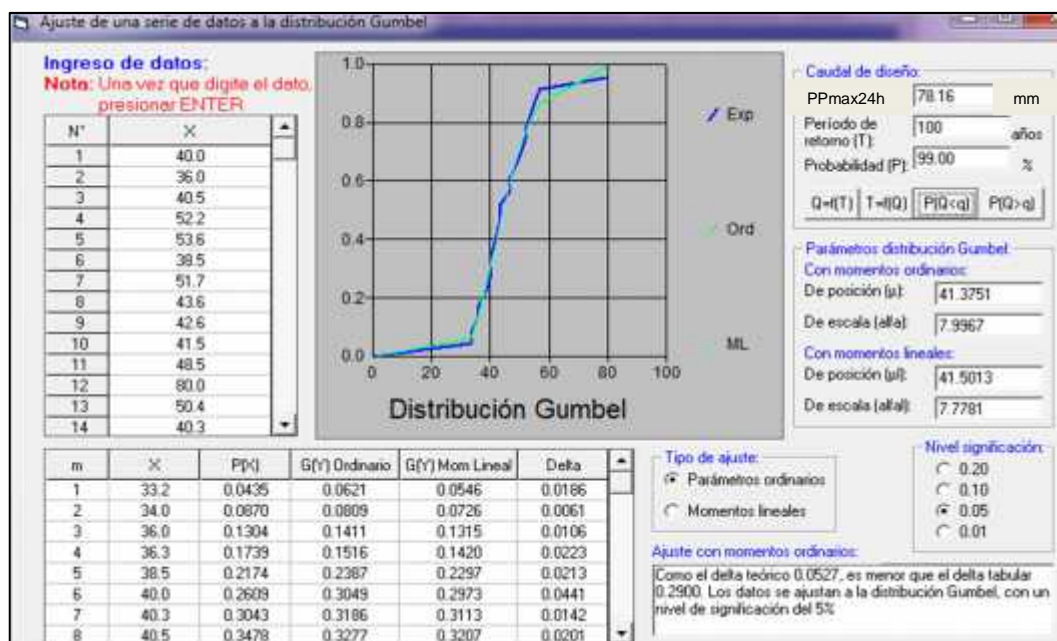 Ajuste de una serie de datos a la distribución Gumbel
Ingreso de datos:
Nota: Una vez que digite el dato,
presionar ENTER
N° X
1 40.0
2 36.0
3 40.5
4 52.2
5 53.6
6 38.5
7 51.7
8 43.6
9 42.6
10 41.5
11 48.5
12 80.0
13 50.4
14 40.3
1.0
0.8
0.6
0.4
0.2
0.0
0 20 40 60 80 100
Distribución Gumbel
Exp
Ord
ML
Caudal de diseño:
PPmax24h 78.16 mm
Período de
retorno (T): 100 años
Probabilidad (P): 99.00 %
Q=f(T) T=f(Q) P(Q<q) P(Q>q)
Parámetros distribución Gumbel:
Con momentos ordinarios:
De posición (µ): 41.3751
De escala (alfa): 7.9967
Con momentos lineales:
De posición (µl): 41.5013
De escala (alfal): 7.7781
m X P(X) G(Y) Ordinario G(Y) Mom Lineal Delta
1 33.2 0.0435 0.0621 0.0546 0.0186
2 34.0 0.0870 0.0809 0.0726 0.0061
3 36.0 0.1304 0.1411 0.1315 0.0106
4 36.3 0.1739 0.1516 0.1420 0.0223
5 38.5 0.2174 0.2387 0.2297 0.0213
6 40.0 0.2609 0.3049 0.2973 0.0441
7 40.3 0.3043 0.3186 0.3113 0.0142
8 40.5 0.3478 0.3277 0.3207 0.0201
Tipo de ajuste:
Parámetros ordinarios
Momentos lineales
Nivel significación:
0.20
0.10
0.05
0.01
Ajuste con momentos ordinarios:
Como el delta teórico 0.0527, es menor que el delta tabular
0.2900. Los datos se ajustan a la distribución Gumbel, con un
nivel de significación del 5%